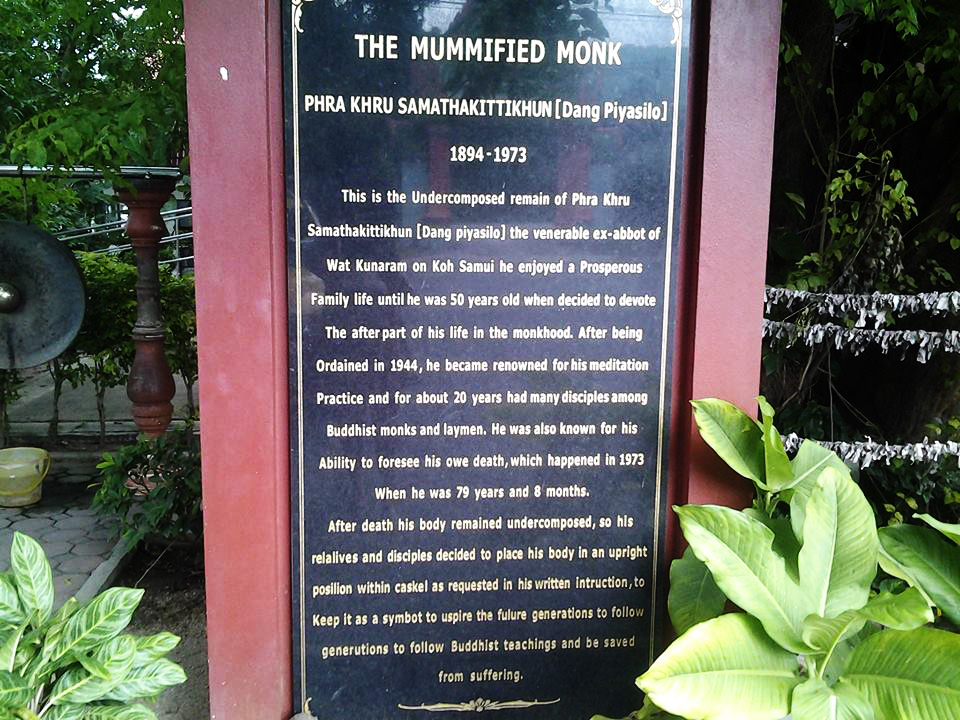 THE MUMMIFIED MONK
PHRA KHRU SAMATHAKITTIKHUN [Dang Piyasilo]
1894-1973
This is the Undercomposed remain of Phra Khru
Samathakittikhun [Dang piyasilo] the venerable ex-abbot of
Wat Kunaram on Koh Samui he enjoyed a Prosperous
Family life until he was 50 years old when decided to devote
The after part of his life in the monkhood. After being
Ordained in 1944, he became renowned for his meditation
Practice and for about 20 years had many disciples among
Buddhist monks and laymen. He was also known for his
Ability to foresee his owe death, which happened in 1973
When he was 79 years and 8 months.
After death his body remained undercomposed, so his
relalives and disciples decided to place his body in an upright
posilion within caskel as requested in his written intruction, to
Keep it as a symbot to uspire the fulure generations to follow
generutions to follow Buddhist teachings and be saved
from suffering.